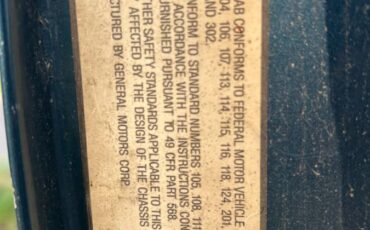 AB CONFORMS TO FEDERAL MOTOR VEHICLE
04, 106, 107, 113, 114, 115, 116, 118, 124, 201,
AND 302.
NFORM TO STANDARD NUMBERS 105, 108, 111
ACCORDANCE WITH THE INSTRUCTIONS CON
URNISHED PURSUANT TO 49 CFR PART 568.
THER SAFETY STANDARDS APPLICABLE TO THIS
Y AFFECTED BY THE DESIGN OF THE CHASSIS
CTURED BY GENERAL MOTORS CORP.